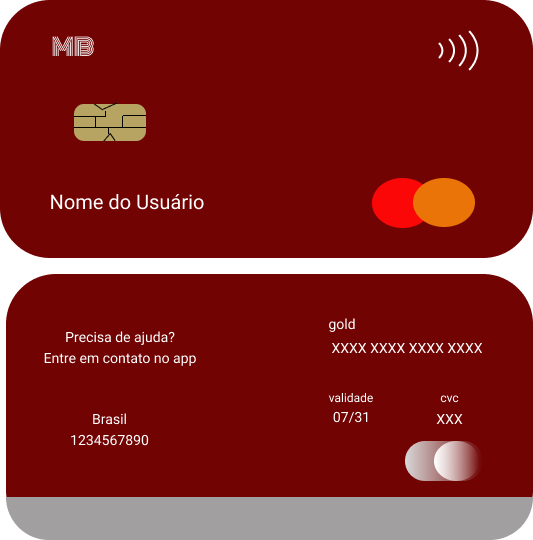 MB
Nome do Usuário
Precisa de ajuda?
Entre em contato no app
Brasil
1234567890
gold
XXXX XXXX XXXX XXXX
validade
07/31
cvc
XXX